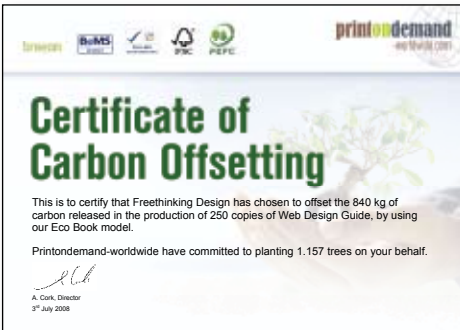 BoMS
FSC
PEFC
printondemand
worldwide.com
Certificate of
Carbon Offsetting
This is to certify that Freethinking Design has chosen to offset the 840 kg of
carbon released in the production of 250 copies of Web Design Guide, by using
our Eco Book model.
Printondemand-worldwide have committed to planting 1.157 trees on your behalf.
A. Cork, Director
3rd July 2008